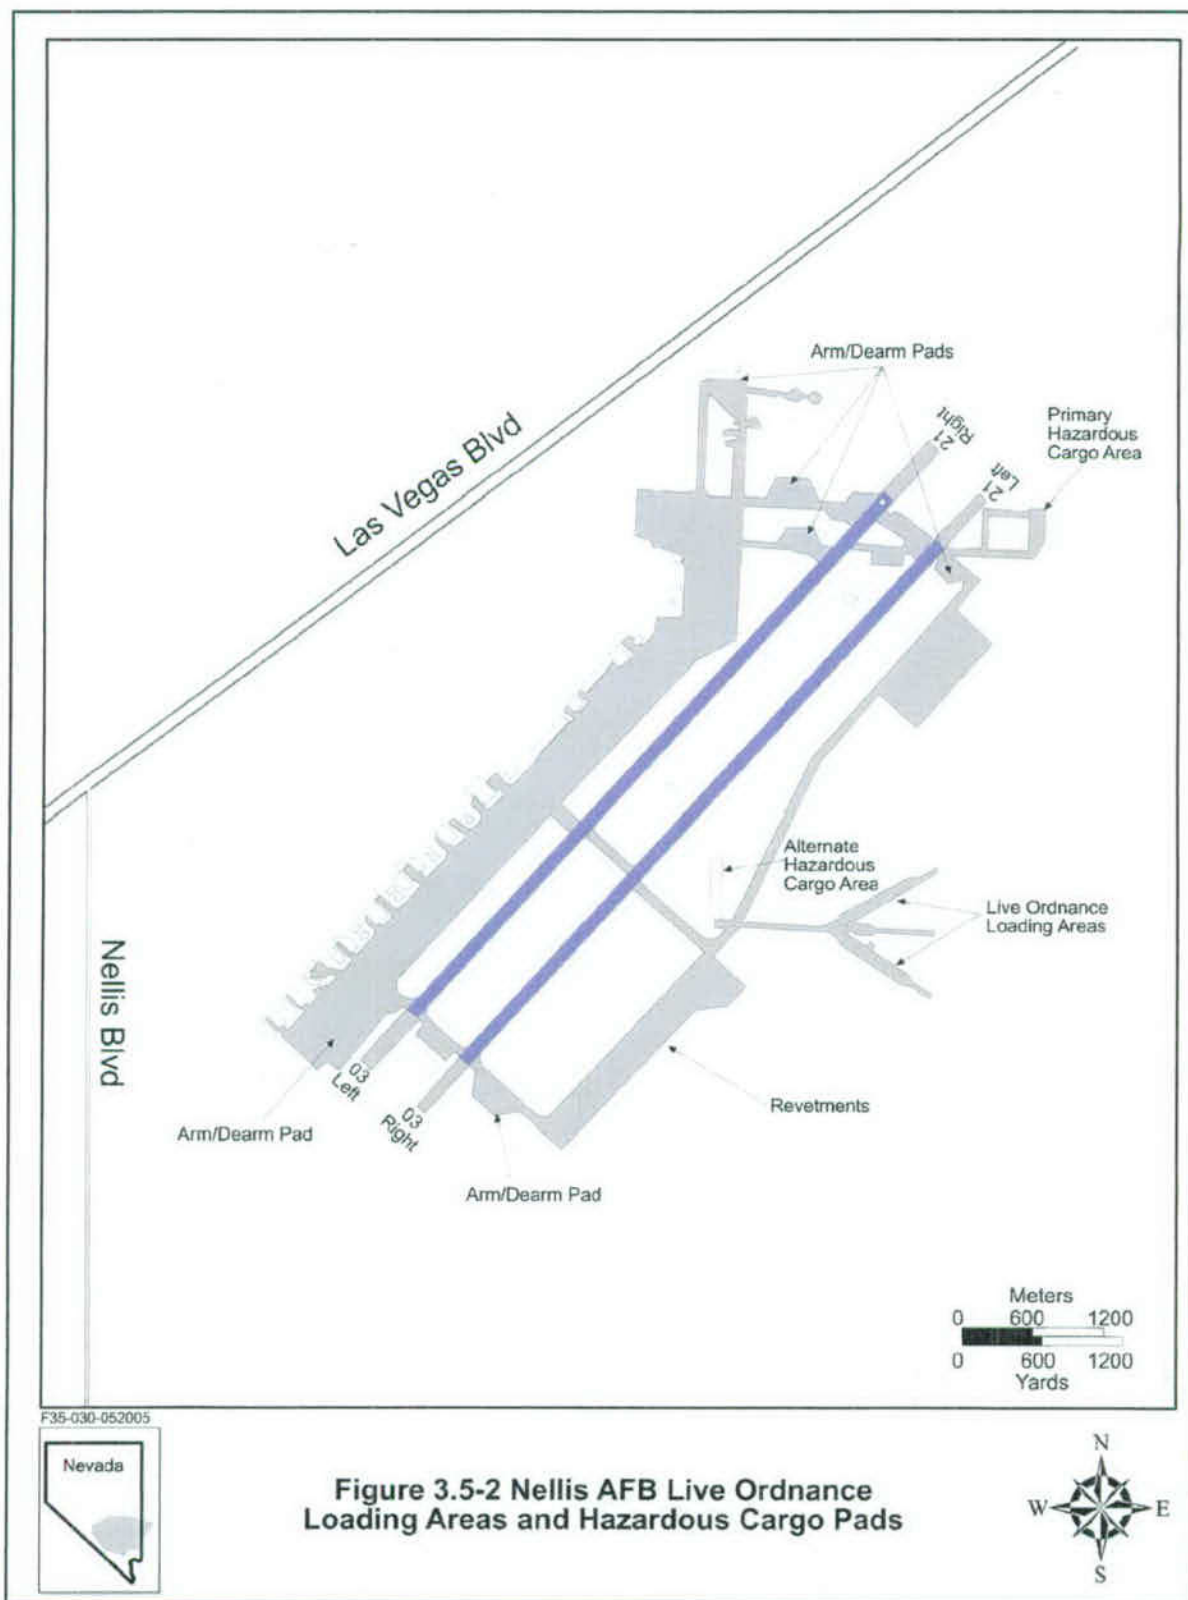 Arm/Dearm Pads
Primary
Hazardous
Cargo Area
21
Right
21
Left
Las Vegas Blvd
Alternate
Hazardous
Cargo Area
Live Ordnance
Loading Areas
Nellis Blvd
03
Left
03
Right
Revetments
Arm/Dearm Pad
Arm/Dearm Pad
Meters
0 600 1200
0 600 1200
Yards
F35-030-052005
Nevada
Figure 3.5-2 Nellis AFB Live Ordnance
Loading Areas and Hazardous Cargo Pads
N
W E
S